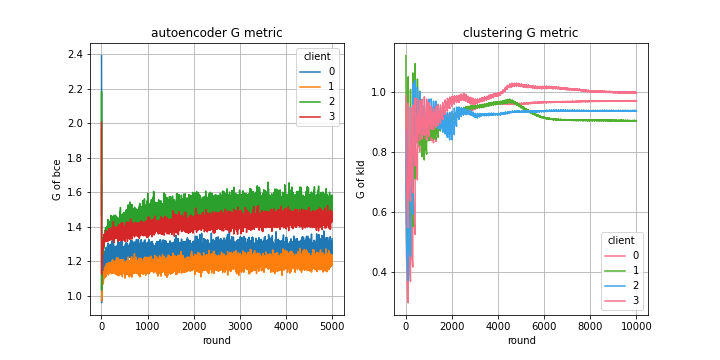 autoencoder G metric
G of bce
2.4
2.2
2.0
1.8
1.6
1.4
1.2
1.0
client
0
1
2
3
0 1000 2000 3000 4000 5000
round
clustering G metric
G of kld
1.0
0.8
0.6
0.4
client
0
1
2
3
0 2000 4000 6000 8000 10000
round